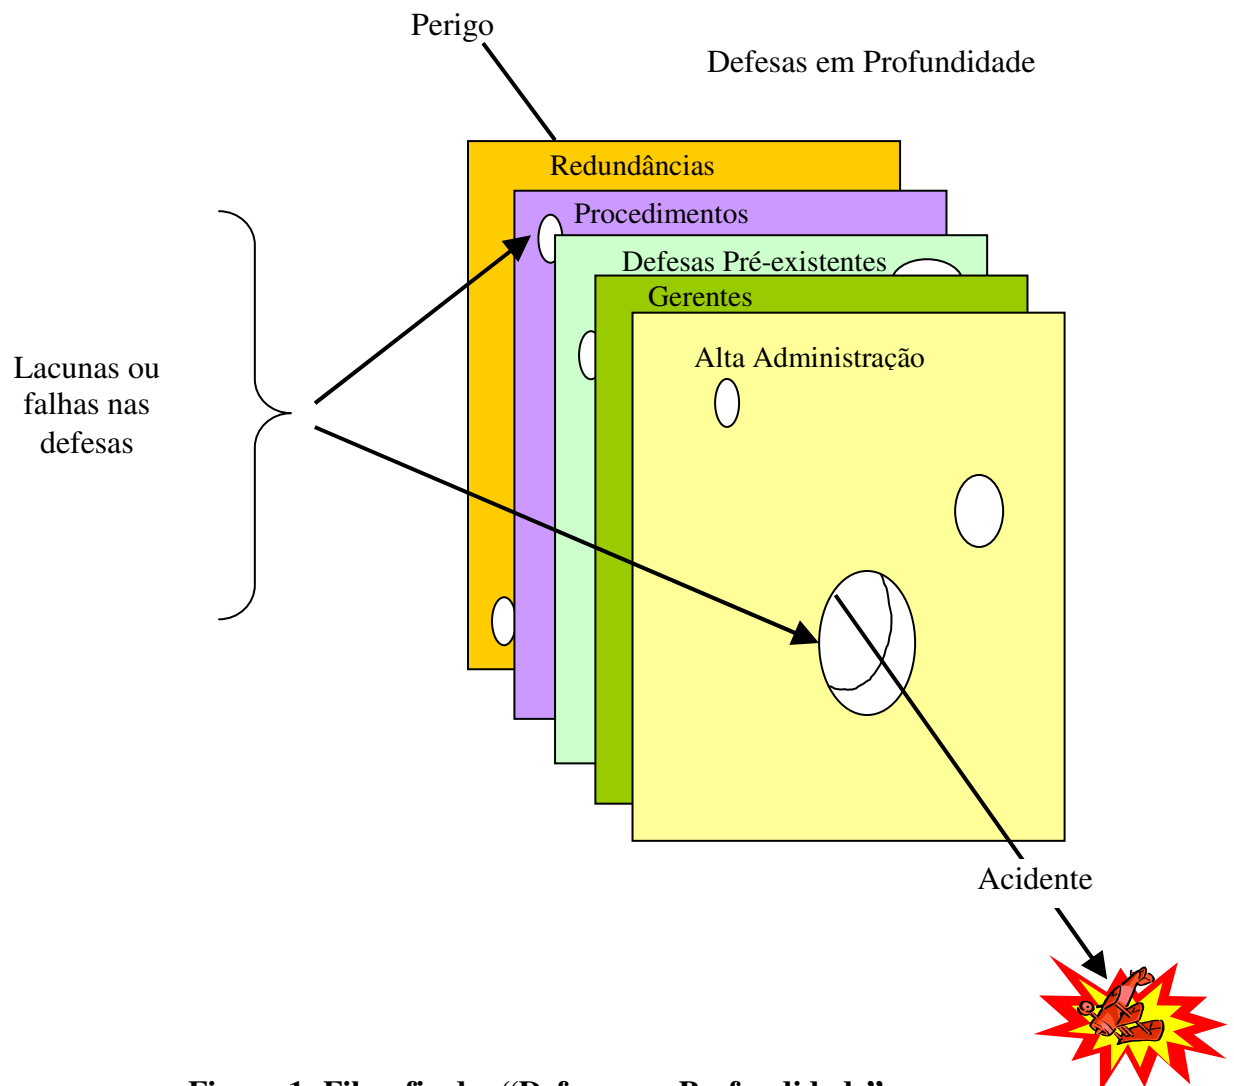 Perigo
Defesas em Profundidade
Redundâncias
Procedimentos
Defesas Pré-existentes
Gerentes
Alta Administração
Lacunas ou
falhas nas
defesas
Acidente